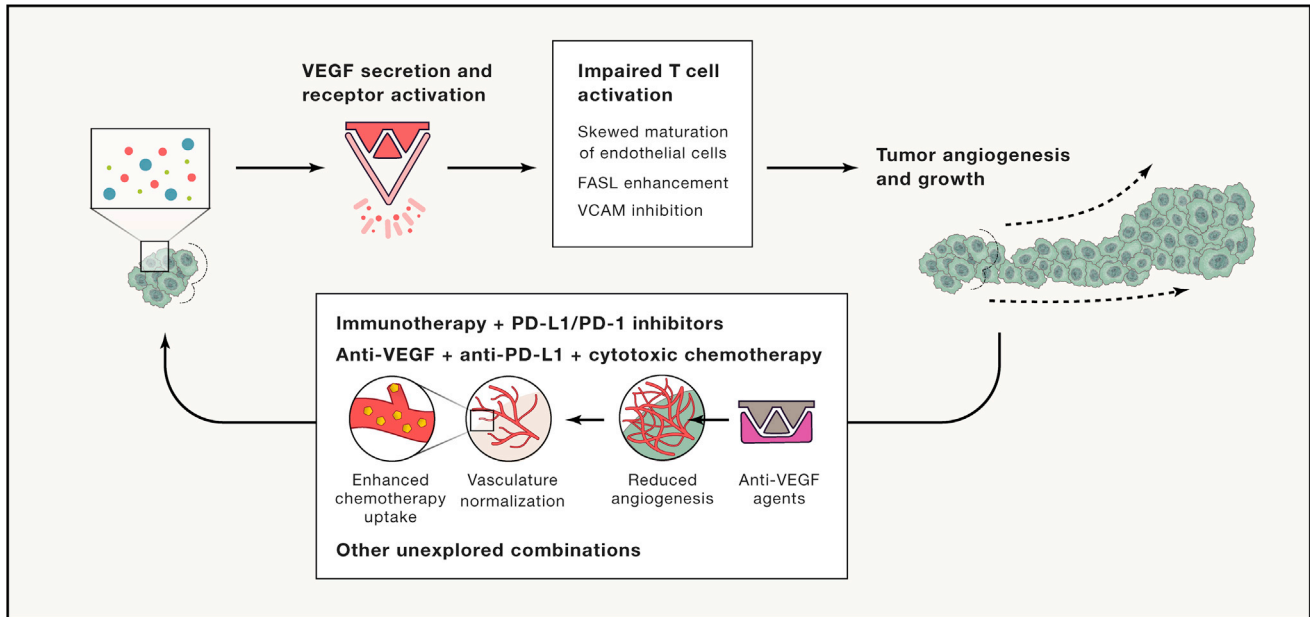 VEGF secretion and
receptor activation
Impaired T cell
activation
Skewed maturation
of endothelial cells
FASL enhancement
VCAM inhibition
Tumor angiogenesis
and growth
Immunotherapy + PD-L1/PD-1 inhibitors
Anti-VEGF + anti-PD-L1 + cytotoxic chemotherapy
Enhanced
chemotherapy
uptake
Vasculature
normalization
Reduced
angiogenesis
Anti-VEGF
agents
Other unexplored combinations